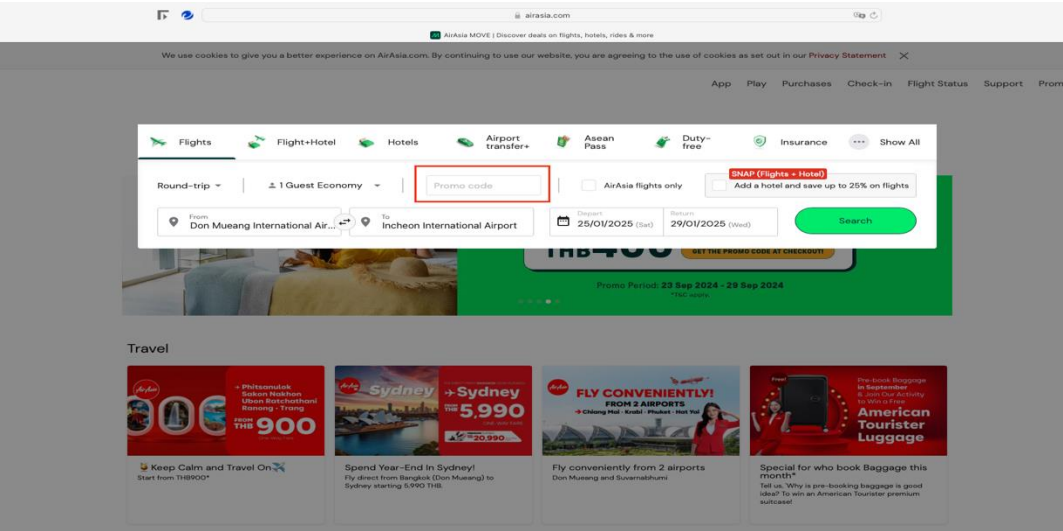 airasia.com
AirAsia MOVE | Discover deals on flights, hotels, rides & more
We use cookies to give you a better experience on AirAsia.com. By continuing to use our website, you are agreeing to the use of cookies as set out in our Privacy Statement
App Play Purchases Check-in Flight Status Support Prom
Flights Flight+Hotel Hotels Airport transfer+ Asean Pass Duty-free Insurance Show All
SNAP (Flights + Hotel)
Round-trip 1 Guest Economy Promo code AirAsia flights only Add a hotel and save up to 25% on flights
From To Depart Return
Don Mueang International Air... Incheon International Airport 25/01/2025 (Sat) 29/01/2025 (Wed) Search
GET THE PROMO CODE AT CHECKOUT!
Promo Period: 23 Sep 2024 - 29 Sep 2024
*T&C apply.
Travel
AirAsia
Phitsanulok
Sakon Nakhon
Ubon Ratchathani
Ranong - Trang
FROM THB 900
Sydney Sydney
THB 5,990
20,990
FLY CONVENIENTLY!
FROM 2 AIRPORTS
Chiang Mai - Krabi - Phuket - Hat Yai
Free!
Pre-book Baggage
in September
& Join Our Activity
to Win a Free
American
Tourister
Luggage
Keep Calm and Travel On
Start from THB900*
Spend Year-End In Sydney!
Fly direct from Bangkok (Don Mueang) to
Sydney starting 5,990 THB.
Fly conveniently from 2 airports
Don Mueang and Suvarnabhumi
Special for who book Baggage this
month*
Tell us, 'Why is pre-booking baggage is good
idea? To win an American Tourister premium
suitcase!